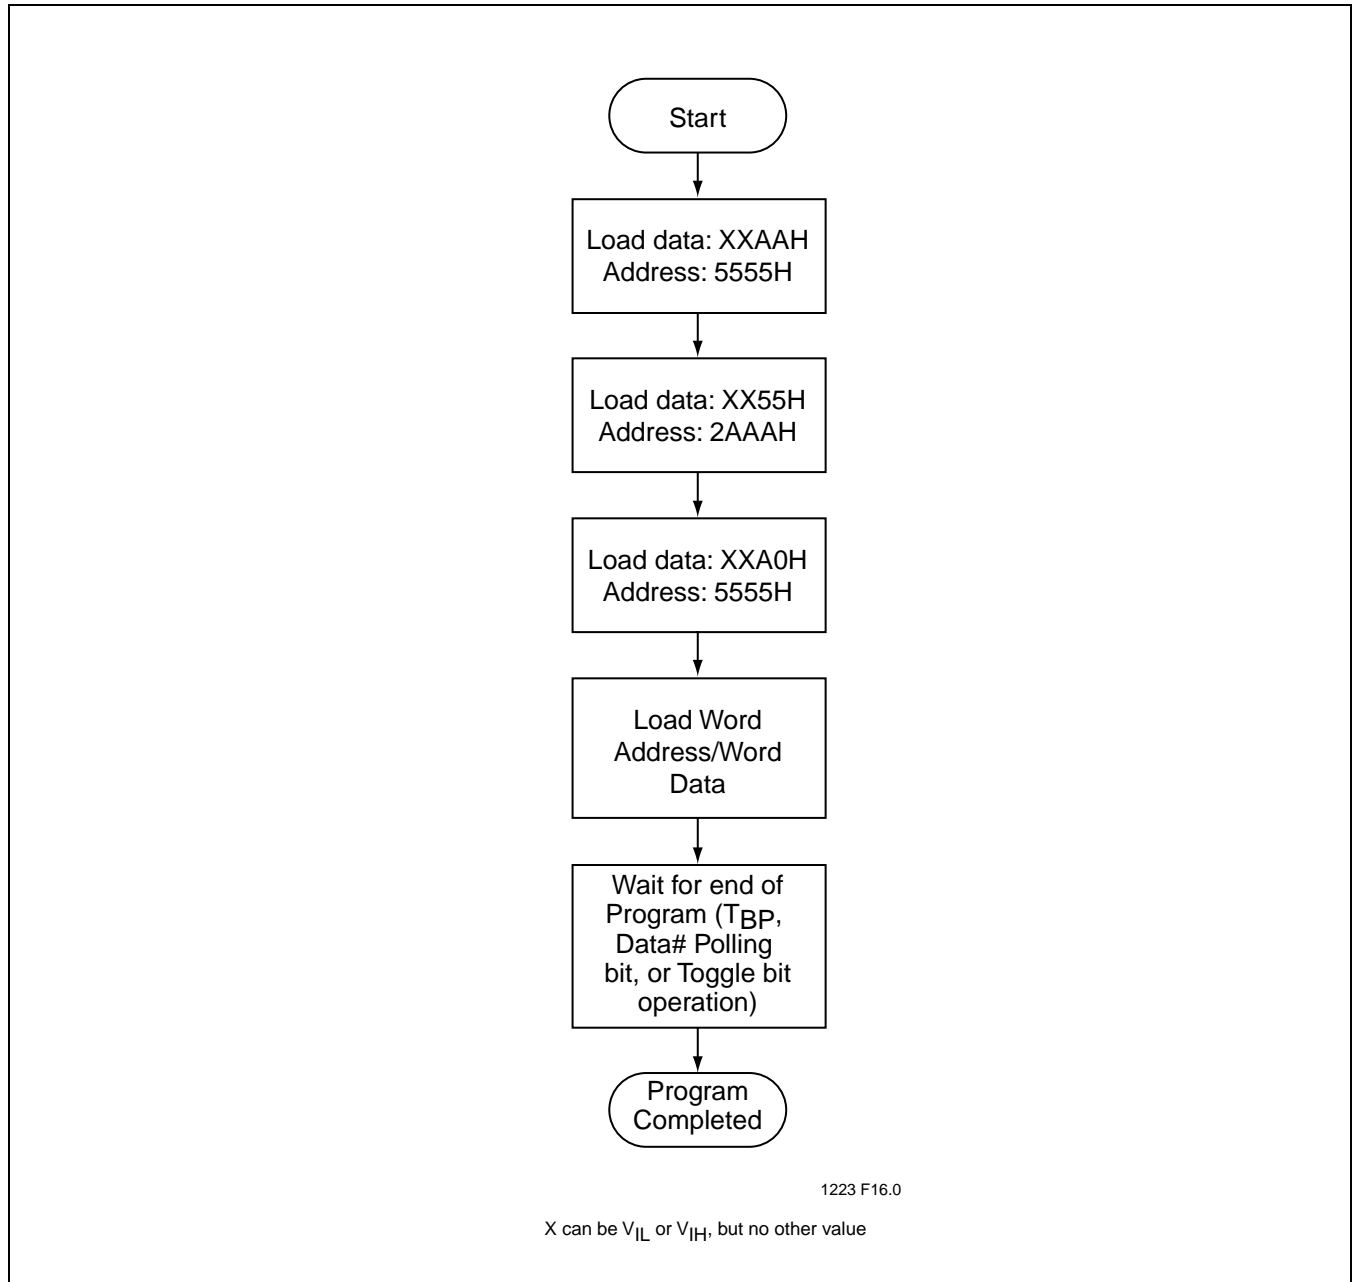 Start
Load data: XXAAH
Address: 5555H
Load data: XX55H
Address: 2AAAH
Load data: XXA0H
Address: 5555H
Load Word
Address/Word
Data
Wait for end of
Program (TBP,
Data# Polling
bit, or Toggle bit
operation)
Program
Completed
1223 F16.0
X can be VIL or VIH, but no other value